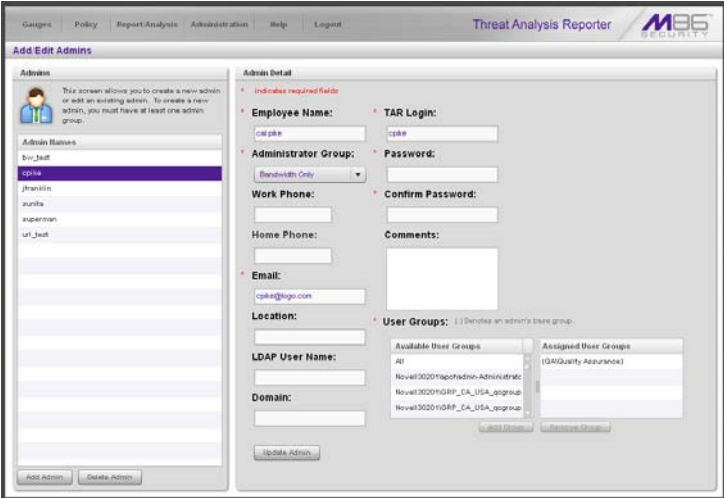 Gauges Policy Report/Analysis Administration Help Logout
Threat Analysis Reporter
M86
SECURITY
Add/Edit Admins
Admins
This screen allows you to create a new admin
or edit an existing admin. To create a new
admin, you must have at least one admin
group.
Admin Names
bw_test
cpike
jfranklin
sunita
superman
url_test
Add Admin Delete Admin
Admin Detail
* indicates required fields
* Employee Name: * TAR Login:
cal pike cpike
* Administrator Group: * Password:
Bandwidth Only
Work Phone: * Confirm Password:
Home Phone: Comments:
* Email:
cpike@logo.com
Location:
* User Groups: ( ) Denotes an admin's base group.
LDAP User Name:
Domain:
Available User Groups Assigned User Groups
All (QA\Quality Assurance)
Novell30201\
Novell30201\GRP_CA_USA_qogroup
Novell30201\GRP_CA_USA_qogroup
Add Group Remove Group
Update Admin